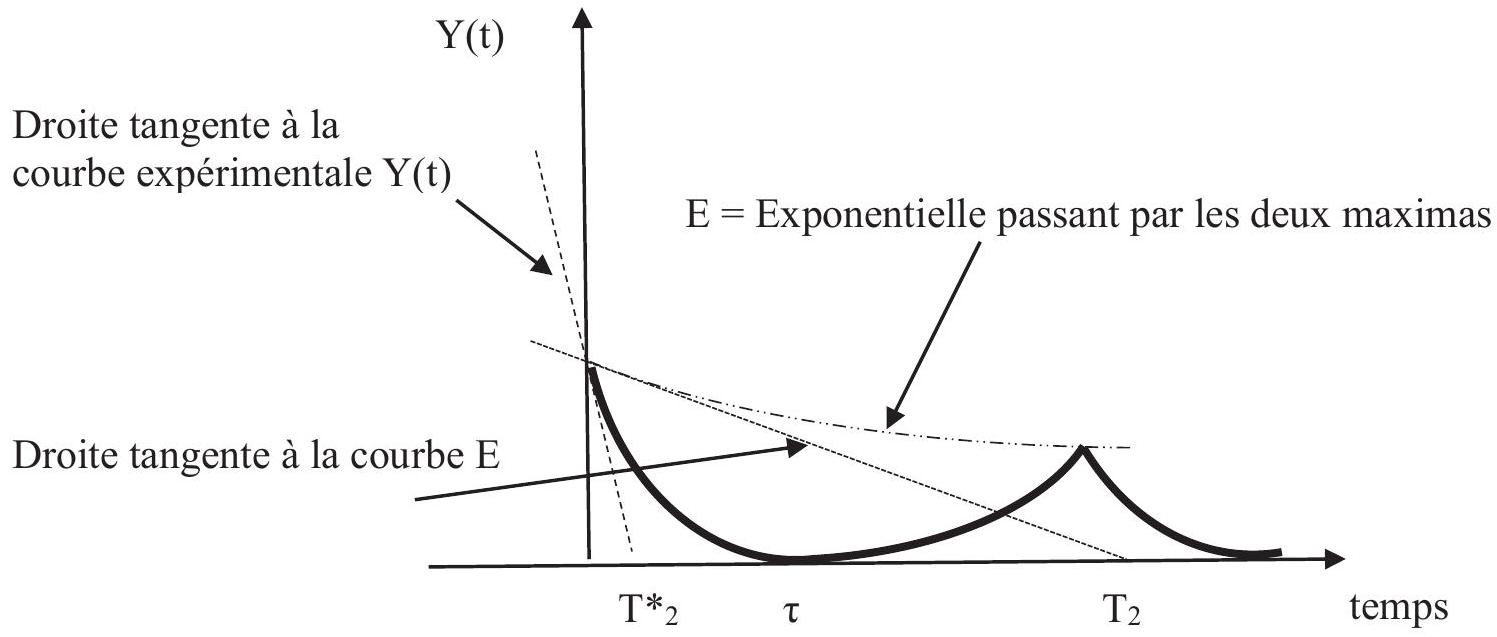 Y(t)
Droite tangente à la
courbe expérimentale Y(t)
E = Exponentielle passant par les deux maximas
Droite tangente à la courbe E
T*₂
τ
T₂
temps